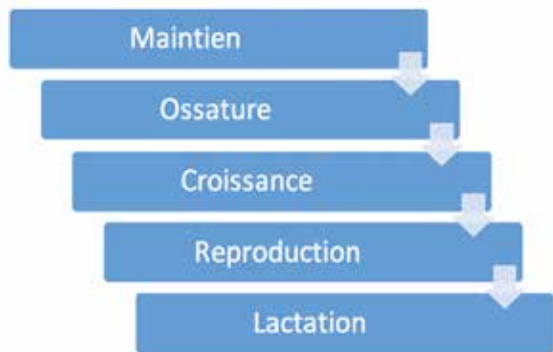 Maintien
Ossature
Croissance
Reproduction
Lactation